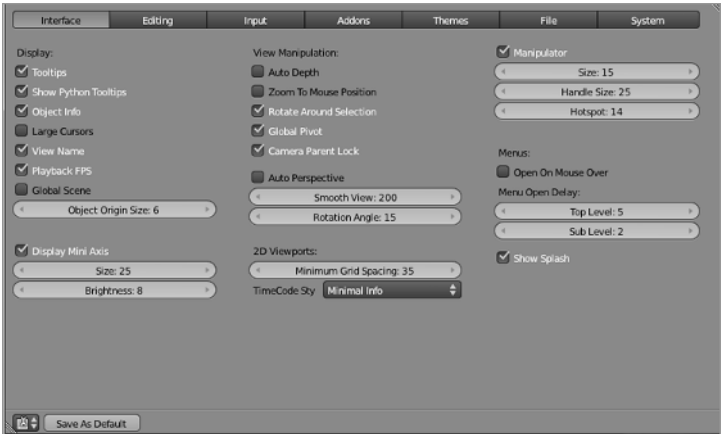 Interface Editing Input Addons Themes File System
Display:
Tooltips
Show Python Tooltips
Object Info
Large Cursors
View Name
Playback FPS
Global Scene
Object Origin Size: 6
Display Mini Axis
Size: 25
Brightness: 8
View Manipulation:
Auto Depth
Zoom To Mouse Position
Rotate Around Selection
Global Pivot
Camera Parent Lock
Auto Perspective
Smooth View: 200
Rotation Angle: 15
2D Viewports:
Minimum Grid Spacing: 35
TimeCode Sty Minimal Info
Manipulator
Size: 15
Handle Size: 25
Hotspot: 14
Menus:
Open On Mouse Over
Menu Open Delay:
Top Level: 5
Sub Level: 2
Show Splash
Save As Default